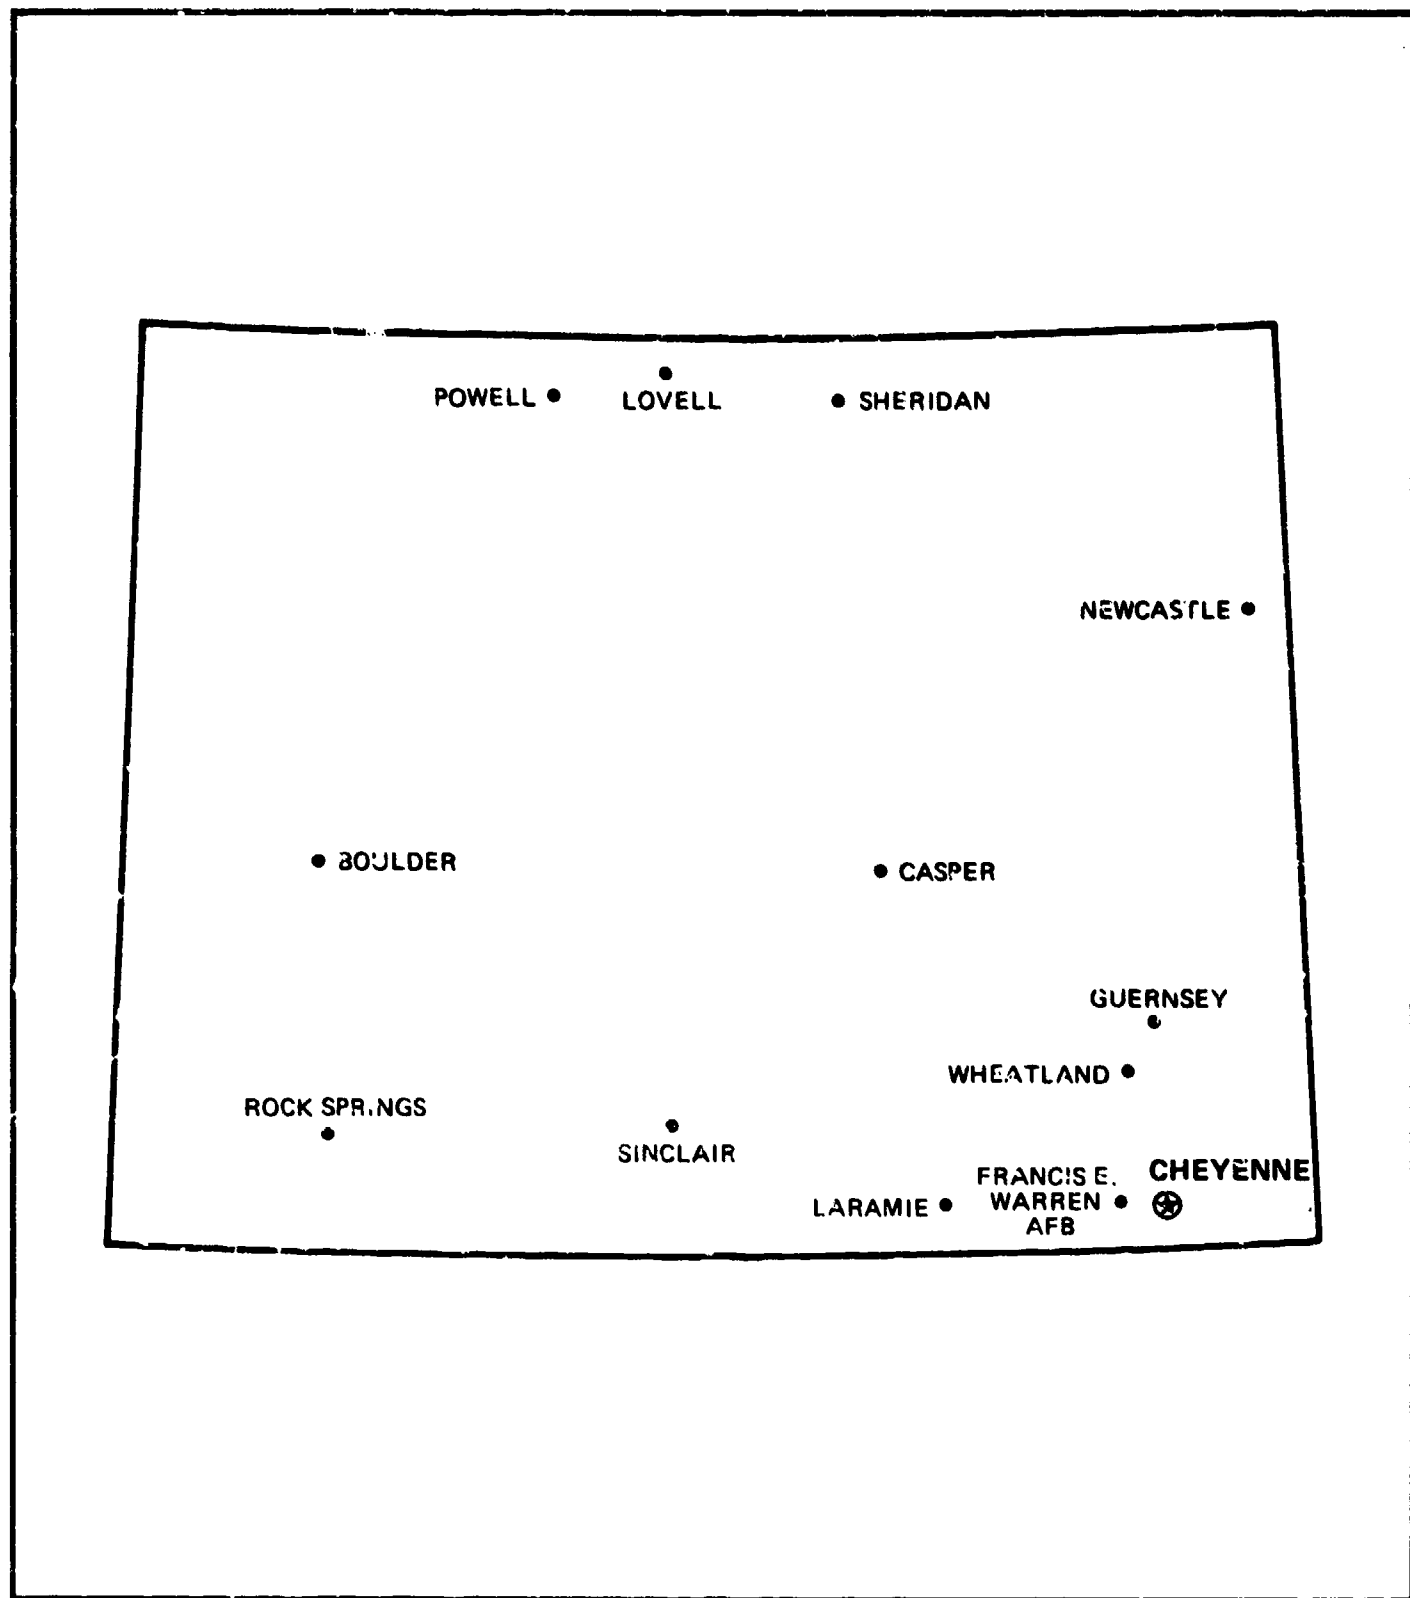 POWELL
LOVELL
SHERIDAN
NEWCASTLE
BOULDER
CASPER
GUERNSEY
WHEATLAND
ROCK SPRINGS
SINCLAIR
CHEYENNE
FRANCIS E.
WARREN
AFB
LARAMIE